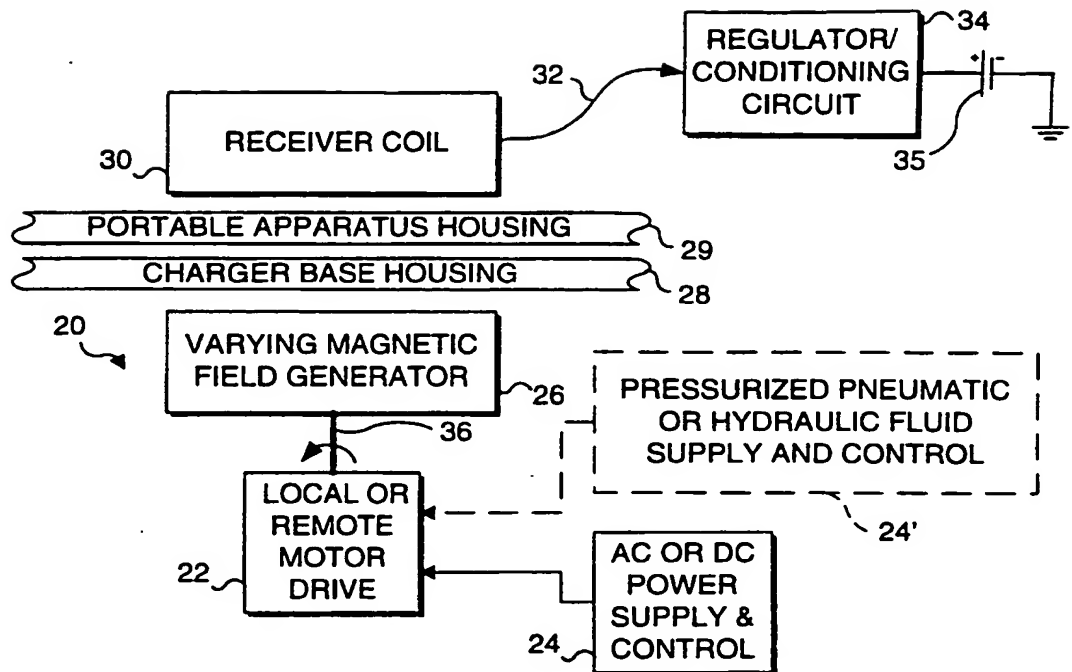 34
REGULATOR/
CONDITIONING
CIRCUIT
+ -
35
32
RECEIVER COIL
30
PORTABLE APPARATUS HOUSING
29
CHARGER BASE HOUSING
28
20
VARYING MAGNETIC
FIELD GENERATOR
26
36
PRESSURIZED PNEUMATIC
OR HYDRAULIC FLUID
SUPPLY AND CONTROL
24'
LOCAL OR
REMOTE
MOTOR
DRIVE
22
AC OR DC
POWER
SUPPLY &
CONTROL
24